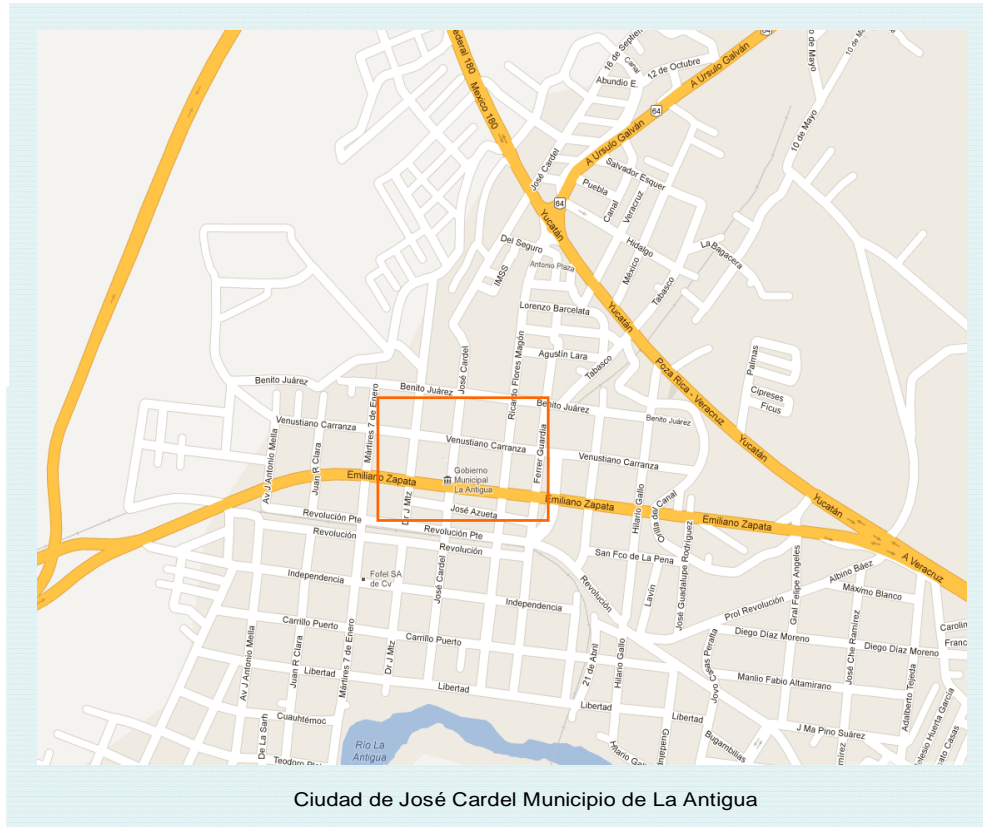 Federal 180
16 de Septiem
Canal
Abundio E.
12 de Octubre
o de Mayo
10 de M
64
A Ursulo Galván
Mexico 180
64
A Ursulo Galván
10 de Mayo
José Cardel
Salvador Esquer
Puebla
Canal
Veracruz
64
Yucatán
Hidalgo
La Bagacera
Del Seguro
IMSS
Antonio Plaza
México
Tabasco
Yucatán
Lorenzo Barcelata
Ricardo Flores Magón
Agustín Lara
Tabasco
José Cardel
Poza Rica - Veracruz
Palmas
Cipreses
Ficus
Benito Juárez
Benito Juárez
Benito Juárez
Benito Juárez
Mártires 7 de Enero
Venustiano Carranza
Venustiano Carranza
Venustiano Carranza
Ferrer Guardia
Yucatán
Av J Antonio Mella
Juan R Clara
Emiliano Zapata
Gobierno
Municipal
La Antigua
Dr J Mtz
José Azueta
Emiliano Zapata
Hilario Gallo
Orilla del Canal
Emiliano Zapata
Yucatán
A Veracruz
Revolución Pte
Revolución
Revolución Pte
Revolución
San Fco de La Pena
José Guadalupe Rodríguez
Independencia
Fofel SA
de Cv
José Cardel
Independencia
Revolución
Lavín
Gral Felipe Angeles
Albino Báez
Máximo Blanco
Prol Revolución
Carrillo Puerto
Carrillo Puerto
Diego Díaz Moreno
Diego Díaz Moreno
José Che Ramírez
Carolin
Franc
Av J Antonio Mella
Juan R Clara
Mártires 7 de Enero
Dr J Mtz
Libertad
Libertad
21 de Abril
Hilario Gallo
Libertad
Libertad
Manlio Fabio Altamirano
Adalberto Tejeda
De La Sarh
Cuauhtémoc
J Ma Pino Suárez
Bugambilias
Río La
Antigua
Ciudad de José Cardel Municipio de La Antigua